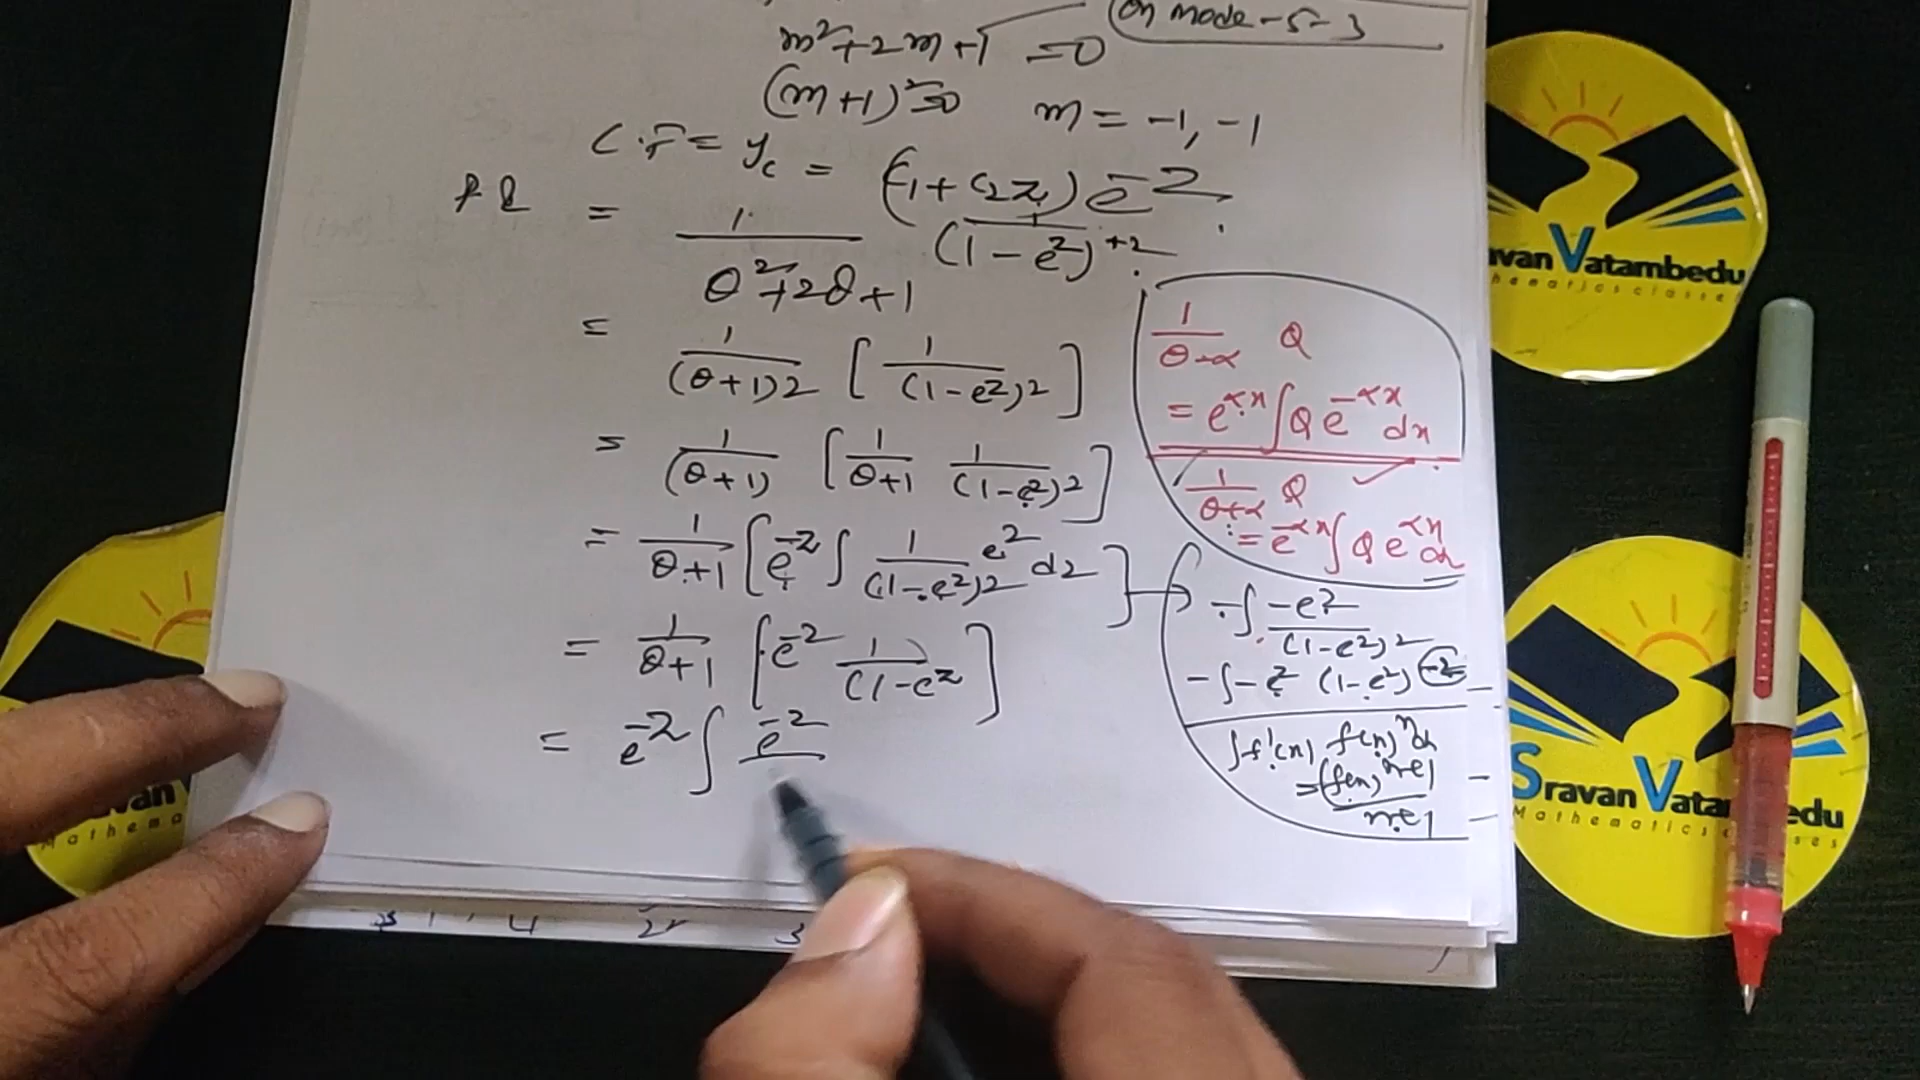 On mode - 5 - 3
m²+2m+1 =0
(m+1)²=0 m = -1, -1
C.F = y_c = (c₁+c₂z) e^{-z}
P I = 1/(θ²+2θ+1) 1/(1-e^z)^{+2}
= 1/(θ+1)² [ 1/(1-e^z)² ]
= 1/(θ+1) [ 1/(θ+1) 1/(1-e^z)² ]
= 1/(θ+1) [ e^{-z} ∫ 1/(1-e^z)² e^z dz ]
= 1/(θ+1) [ e^{-z} 1/(1-e^z ]
= e^{-z} ∫ e^{-z}
1/(θ-α) Q
= e^{αx} ∫ Q e^{-αx} dx
1/(θ+α) Q
= e^{-αx} ∫ Q e^{αx} dx
-∫ -e^z/(1-e^z)²
-∫ -e^z (1-e^z)^{-2}
∫f'(x) f(x)^n dx
= (f(x))^{n+1}/n+1
Sravan Vatambedu
Mathematics classes
4
3